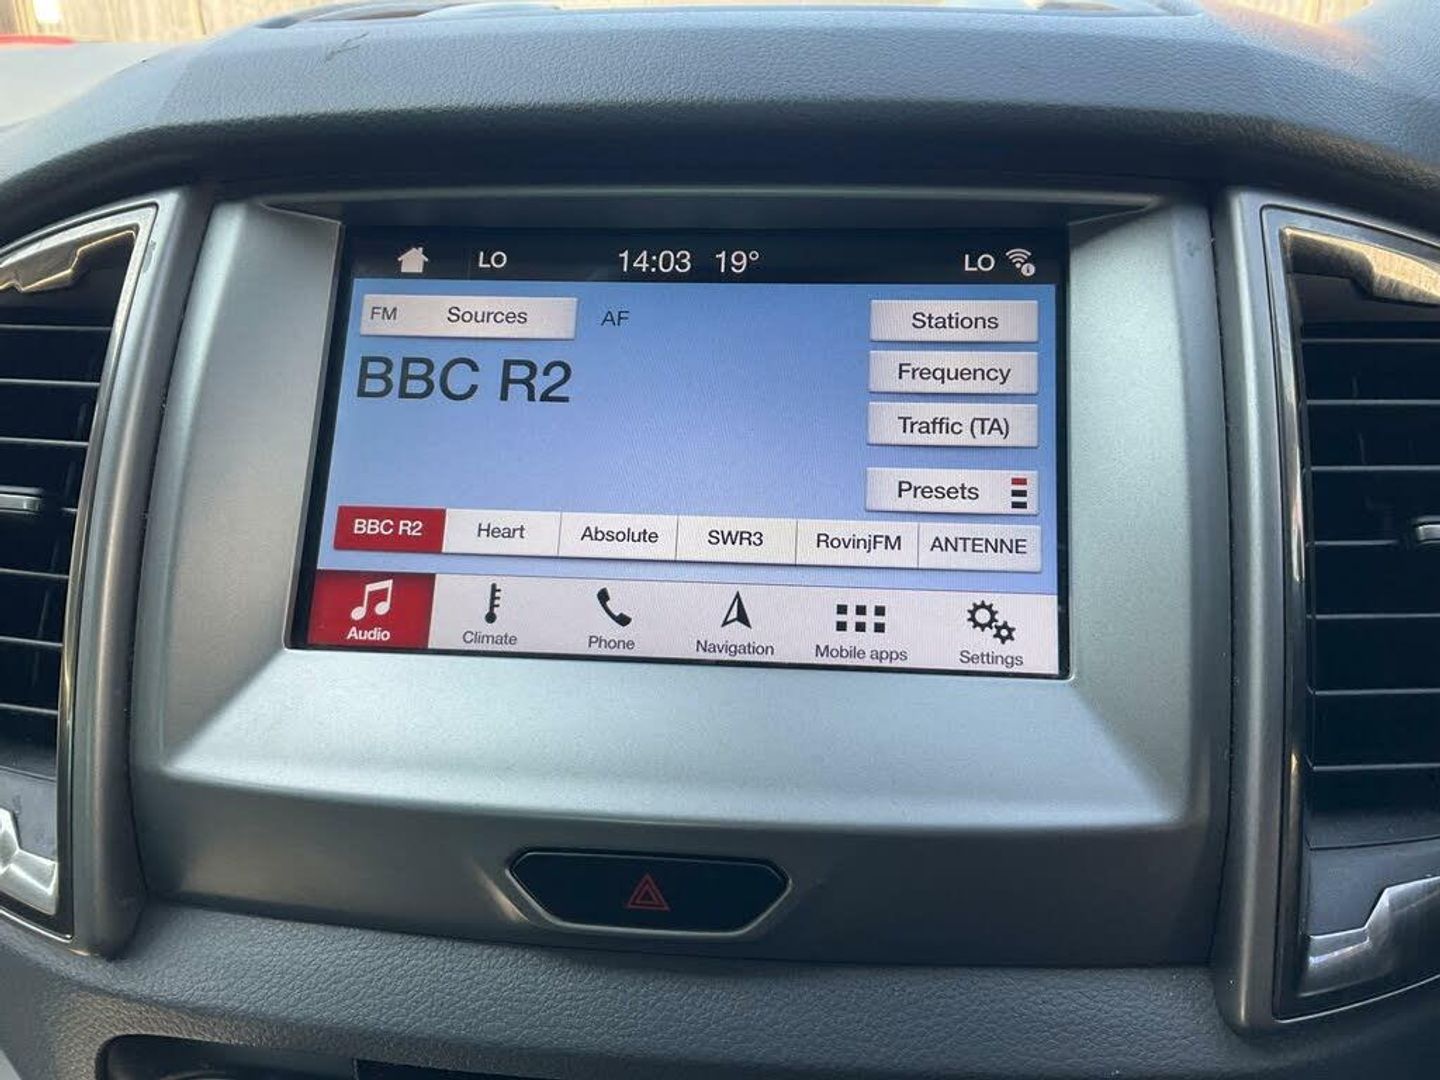 LO 14:03 19° LO
FM Sources AF
Stations
BBC R2
Frequency
Traffic (TA)
Presets
BBC R2 Heart Absolute SWR3 RovinjFM ANTENNE
Audio Climate Phone Navigation Mobile apps Settings